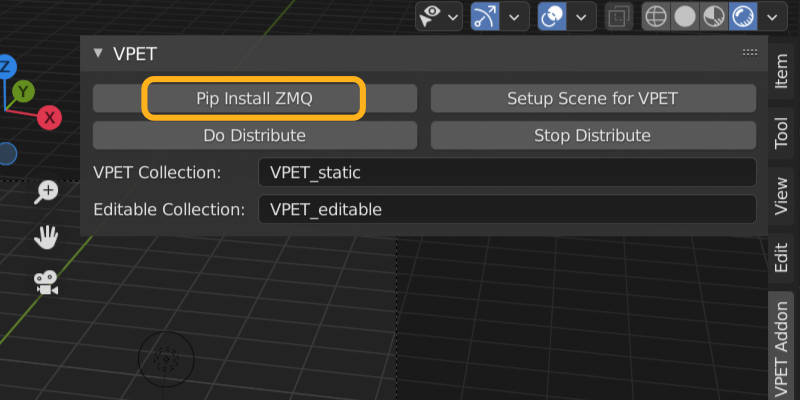 VPET
Pip Install ZMQ
Setup Scene for VPET
Do Distribute
Stop Distribute
VPET Collection:
VPET_static
Editable Collection:
VPET_editable
Item
Tool
View
Edit
VPET Addon
Z
Y
X